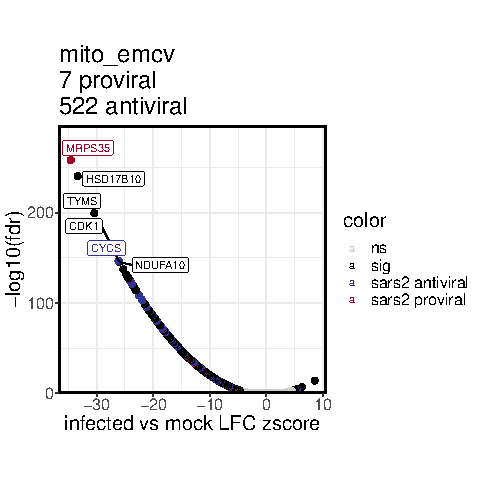 mito_emcv
7 proviral
522 antiviral
MRPS35
HSD17B10
TYMS
CDK1
CYCS
NDUFA10
-log10(fdr)
200
100
0
−30
−20
−10
0
10
infected vs mock LFC zscore
color
a ns
a sig
a sars2 antiviral
a sars2 proviral